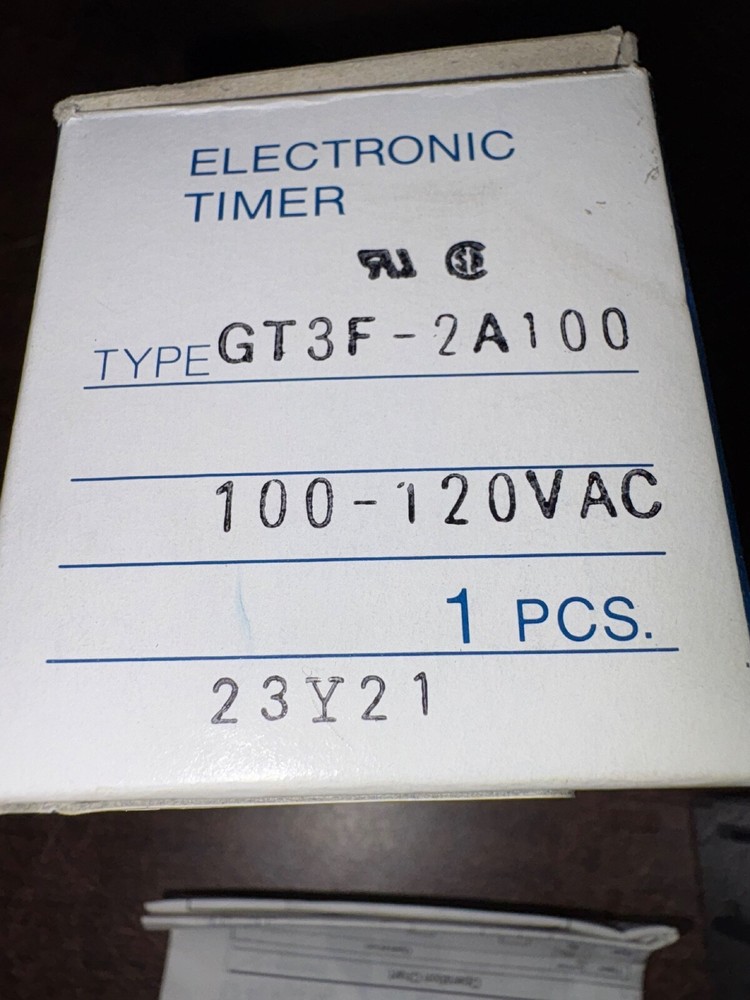 ELECTRONIC
TIMER
TYPE GT3F-2A100
100-120VAC
1 PCS.
23Y21